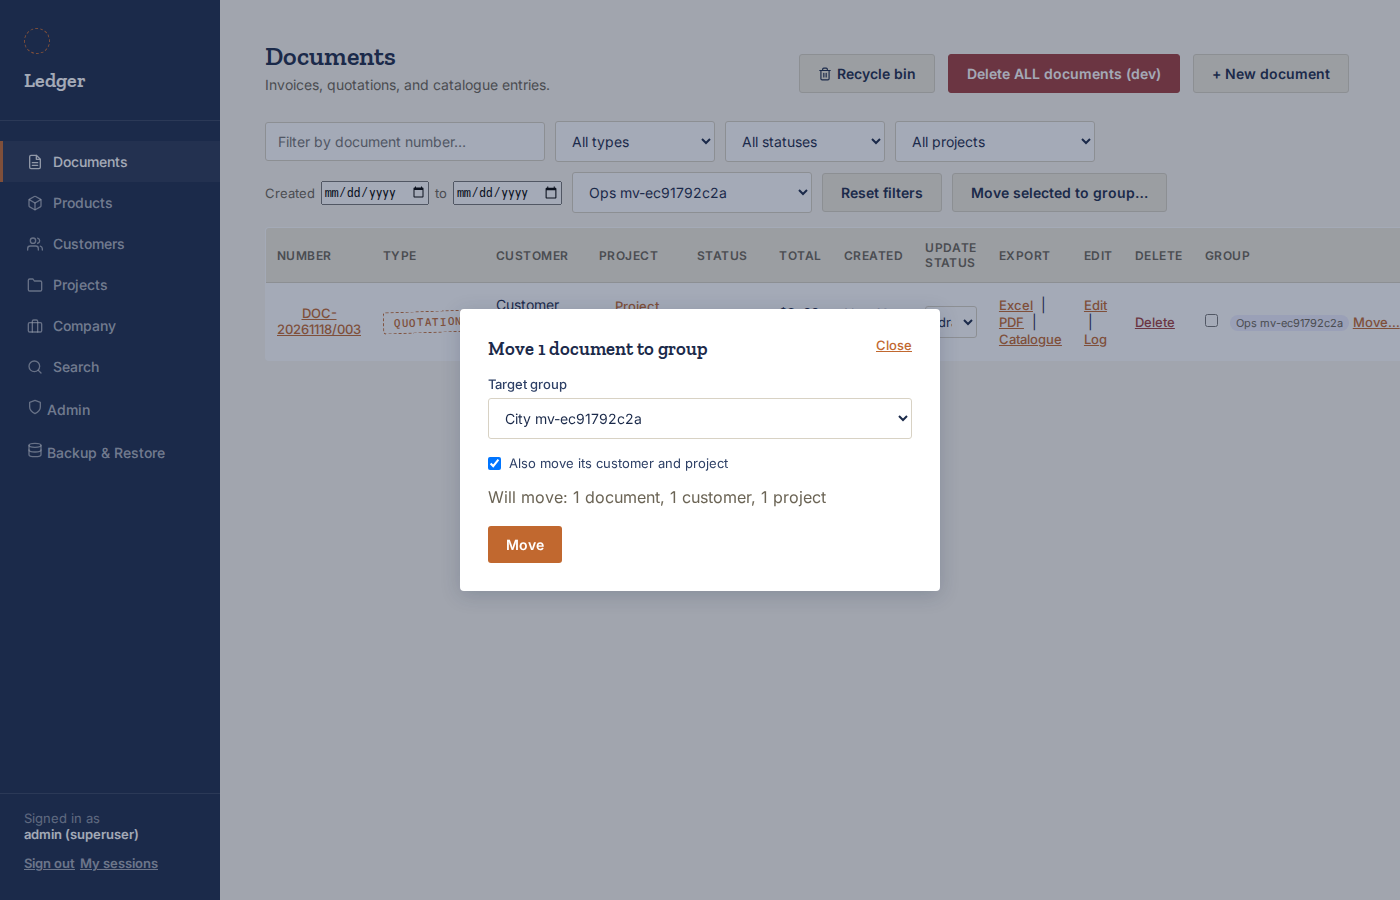 Ledger
Documents
Products
Customers
Projects
Company
Search
Admin
Backup & Restore
Signed in as
admin (superuser)
Sign out My sessions
Documents
Invoices, quotations, and catalogue entries.
Recycle bin
Delete ALL documents (dev)
+ New document
Filter by document number...
All types
All statuses
All projects
Created mm/dd/yyyy to mm/dd/yyyy
Ops mv-ec91792c2a
Reset filters
Move selected to group...
NUMBER TYPE CUSTOMER PROJECT STATUS TOTAL CREATED UPDATE STATUS EXPORT EDIT DELETE GROUP
DOC-
20261118/003
QUOTATION
Customer
Project
Excel |
PDF |
Catalogue
Edit
|
Log
Delete
Ops mv-ec91792c2a Move...
Move 1 document to group
Close
Target group
City mv-ec91792c2a
Also move its customer and project
Will move: 1 document, 1 customer, 1 project
Move